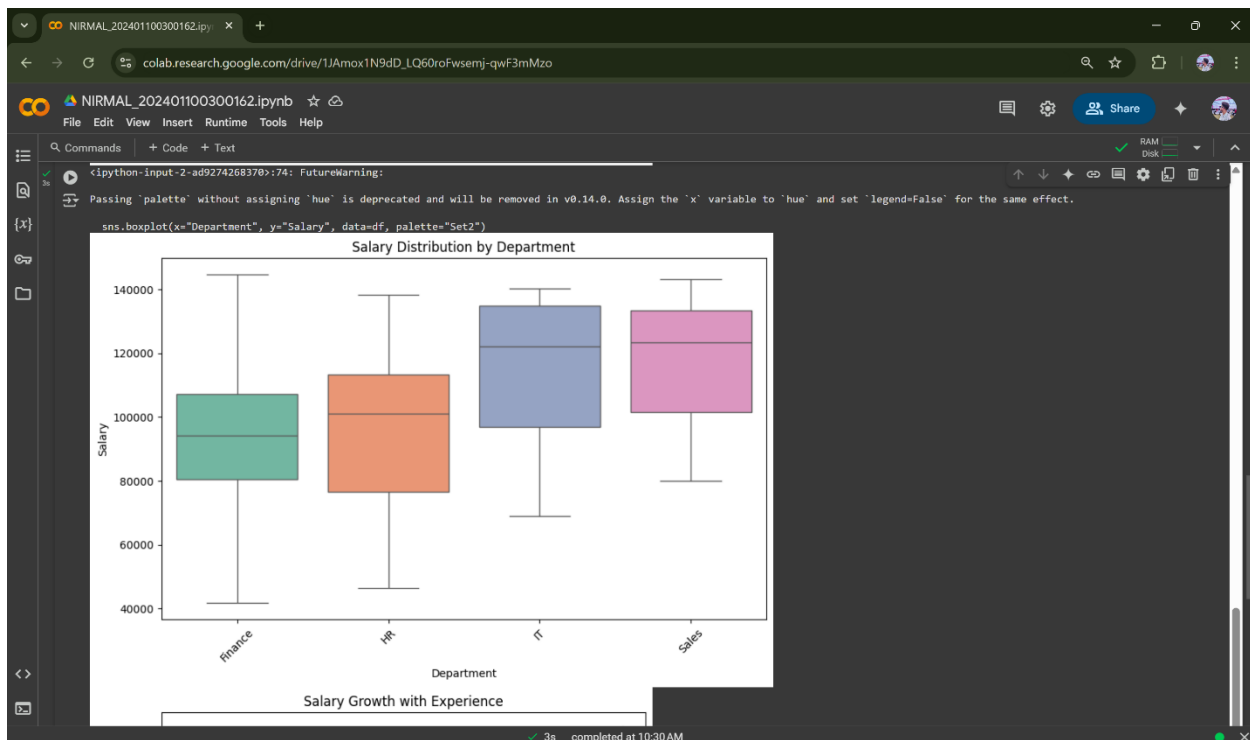 NIRMAL_202401100300162.ipy
colab.research.google.com/drive/1JAmox1N9dD_LQ60roFwsemj-qwF3mMzo
CO NIRMAL_202401100300162.ipynb
File Edit View Insert Runtime Tools Help
Share
Commands + Code + Text
RAM
Disk
3s
<ipython-input-2-ad9274268370>:74: FutureWarning:
Passing `palette` without assigning `hue` is deprecated and will be removed in v0.14.0. Assign the `x` variable to `hue` and set `legend=False` for the same effect.
sns.boxplot(x="Department", y="Salary", data=df, palette="Set2")
{x}
Salary Distribution by Department
140000
120000
100000
80000
60000
40000
Salary
Finance HR IT Sales
Department
Salary Growth with Experience
3s completed at 10:30 AM